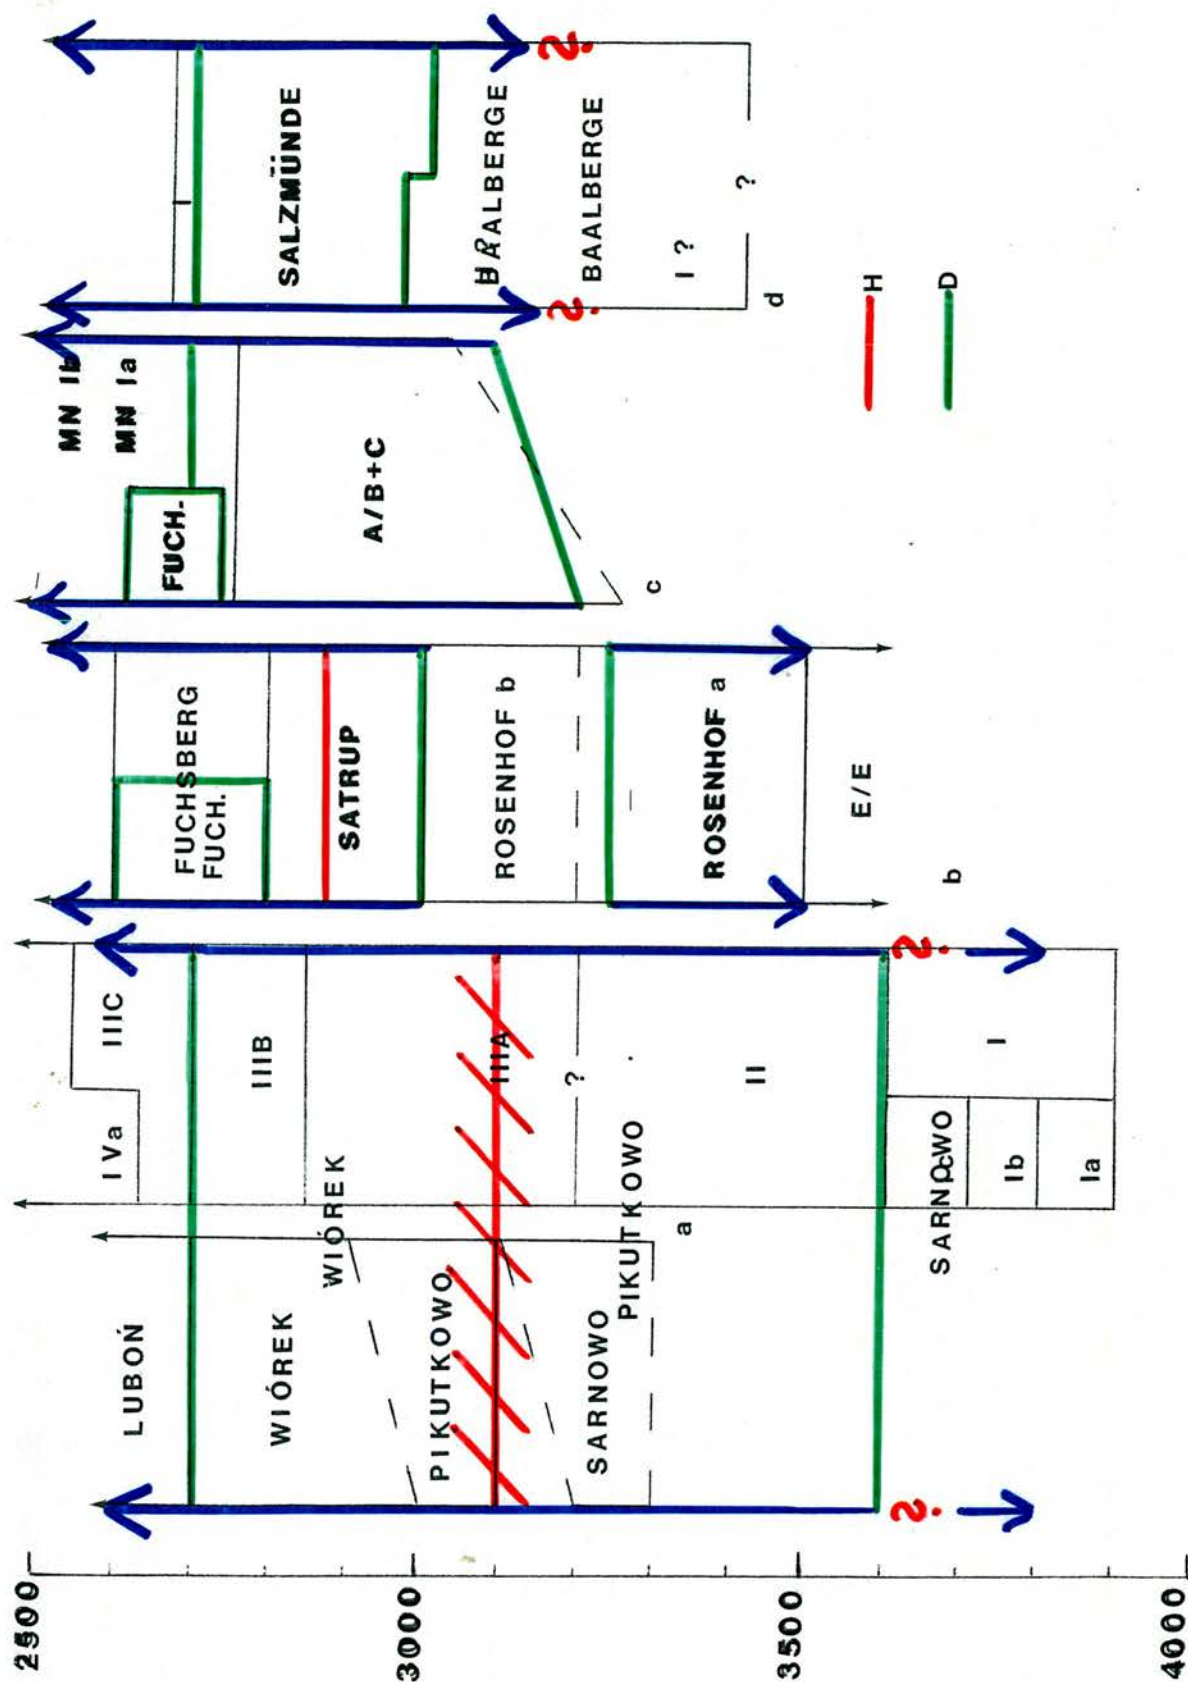 2500
3000
3500
4000
LUBOŃ
WIÓREK
PIKUTKOWO
SARNOWO
IVa
IIIC
IIIB
WIÓREK
IIIA
?
II
PIKUTKOWO
a
SARNOWO
I
Ib
Ia
?
?
FUCHSBERG
FUCH.
SATRUP
ROSENHOF b
ROSENHOF a
E/E
b
MN Ib
MN Ia
FUCH.
A/B+C
c
I
SALZMÜNDE
BAALBERGE
?
?
BAALBERGE
I ?
?
d
H
D